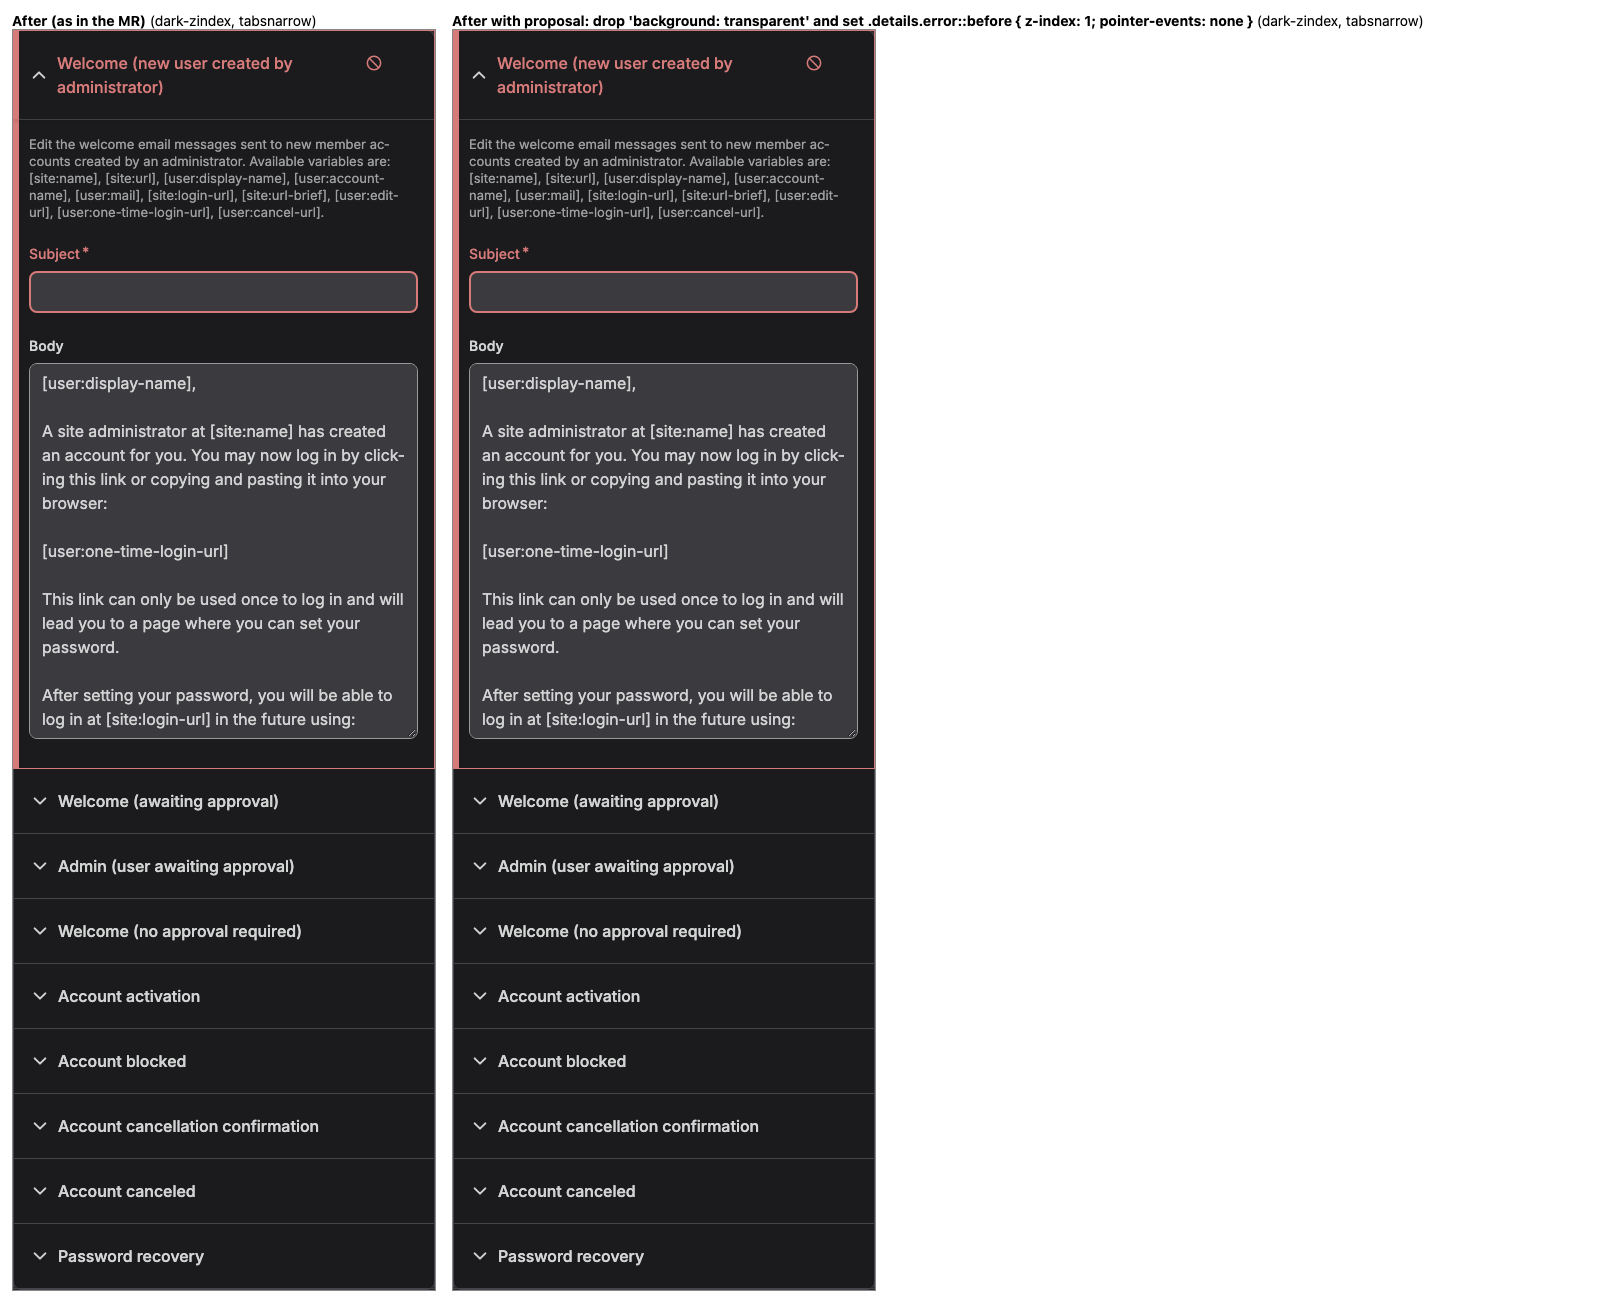 After (as in the MR) (dark-zindex, tabsnarrow)
Welcome (new user created by
administrator)
Edit the welcome email messages sent to new member ac-
counts created by an administrator. Available variables are:
[site:name], [site:url], [user:display-name], [user:account-
name], [user:mail], [site:login-url], [site:url-brief], [user:edit-
url], [user:one-time-login-url], [user:cancel-url].
Subject*
Body
[user:display-name],
A site administrator at [site:name] has created
an account for you. You may now log in by click-
ing this link or copying and pasting it into your
browser:
[user:one-time-login-url]
This link can only be used once to log in and will
lead you to a page where you can set your
password.
After setting your password, you will be able to
log in at [site:login-url] in the future using:
Welcome (awaiting approval)
Admin (user awaiting approval)
Welcome (no approval required)
Account activation
Account blocked
Account cancellation confirmation
Account canceled
Password recovery
After with proposal: drop 'background: transparent' and set .details.error::before { z-index: 1; pointer-events: none } (dark-zindex, tabsnarrow)
Welcome (new user created by
administrator)
Edit the welcome email messages sent to new member ac-
counts created by an administrator. Available variables are:
[site:name], [site:url], [user:display-name], [user:account-
name], [user:mail], [site:login-url], [site:url-brief], [user:edit-
url], [user:one-time-login-url], [user:cancel-url].
Subject*
Body
[user:display-name],
A site administrator at [site:name] has created
an account for you. You may now log in by click-
ing this link or copying and pasting it into your
browser:
[user:one-time-login-url]
This link can only be used once to log in and will
lead you to a page where you can set your
password.
After setting your password, you will be able to
log in at [site:login-url] in the future using:
Welcome (awaiting approval)
Admin (user awaiting approval)
Welcome (no approval required)
Account activation
Account blocked
Account cancellation confirmation
Account canceled
Password recovery